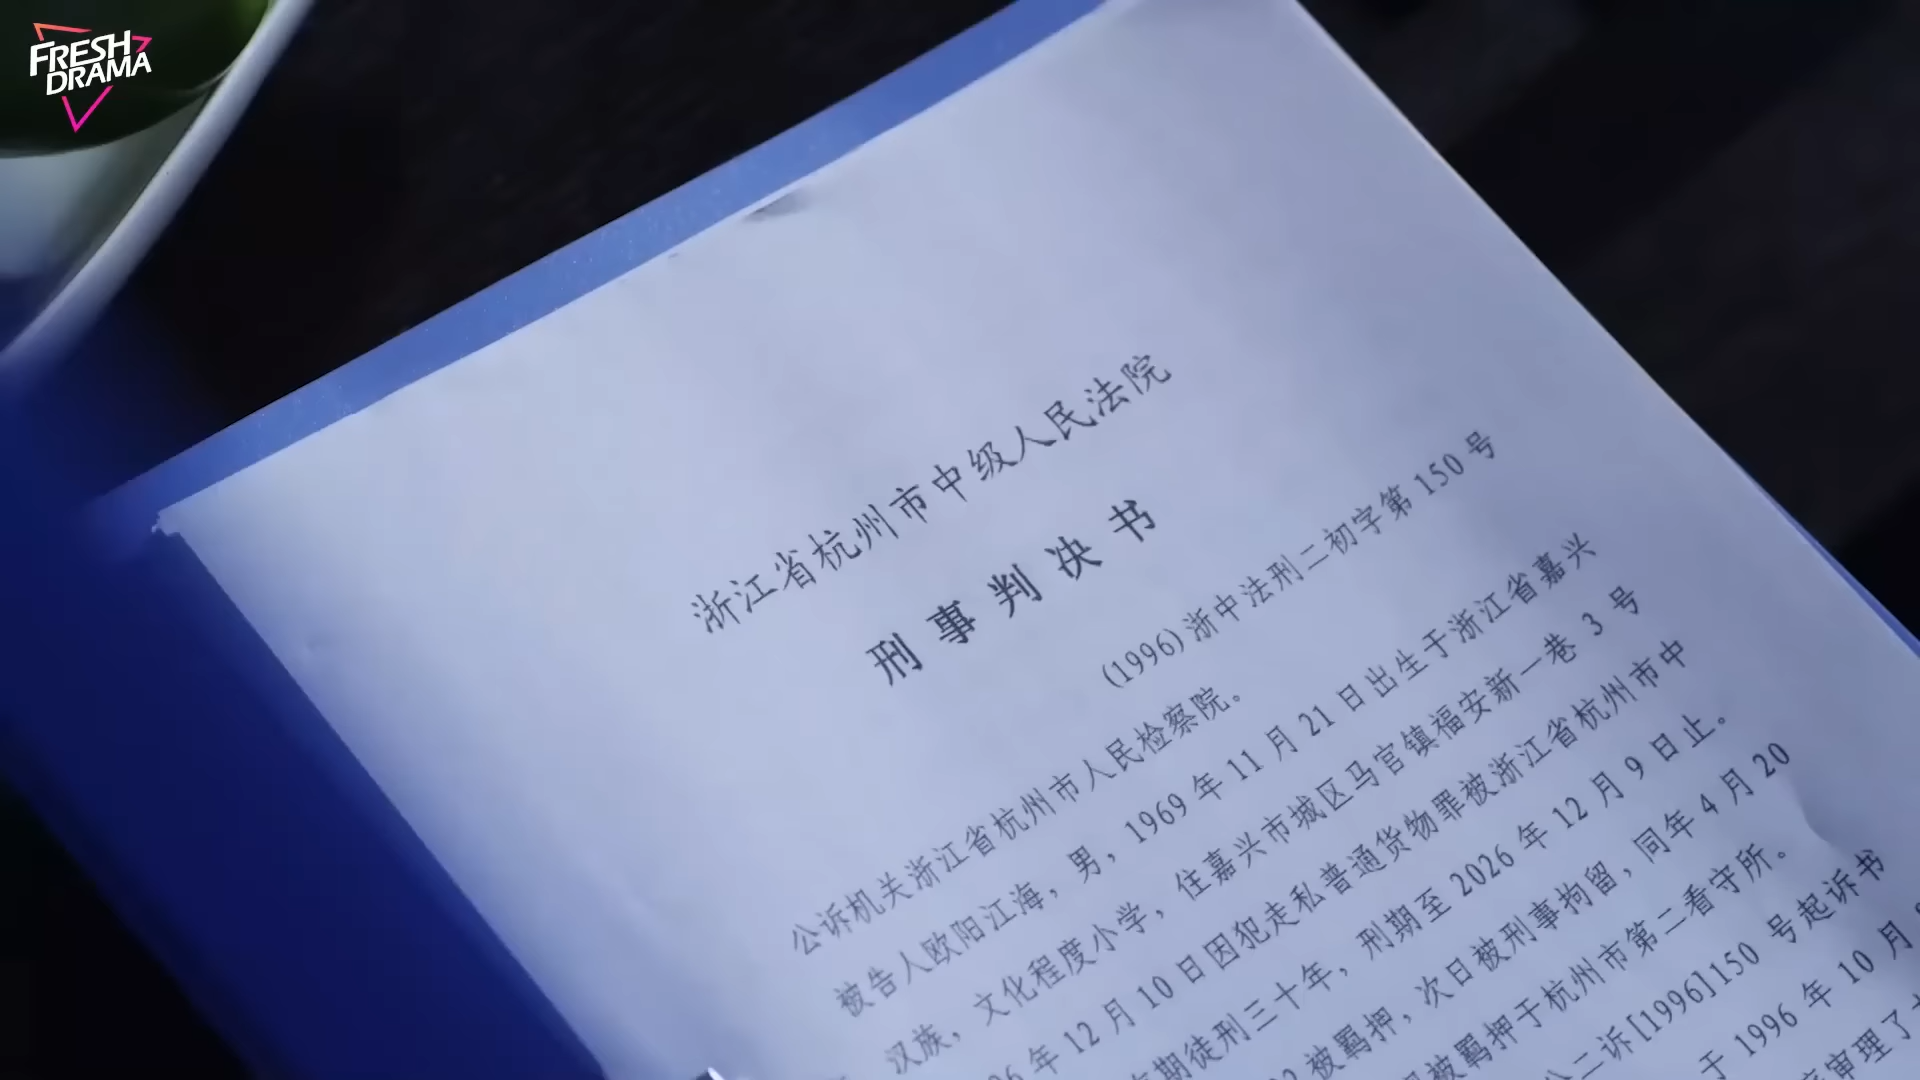 FRESH
DRAMA
浙江省杭州市中级人民法院
刑事判决书
(1996)浙中法刑二初字第150号
公诉机关浙江省杭州市人民检察院。
被告人欧阳江海，男，1969年11月21日出生于浙江省嘉兴
汉族，文化程度小学，住嘉兴市城区马官镇福安新一巷3号
6年12月10日因犯走私普通货物罪被浙江省杭州市中
期徒刑三十年，刑期至2026年12月9日止。
被羁押，次日被刑事拘留，同年4月20
被羁押于杭州市第二看守所。
二诉[1996]150号起诉书
于1996年10月
审理了